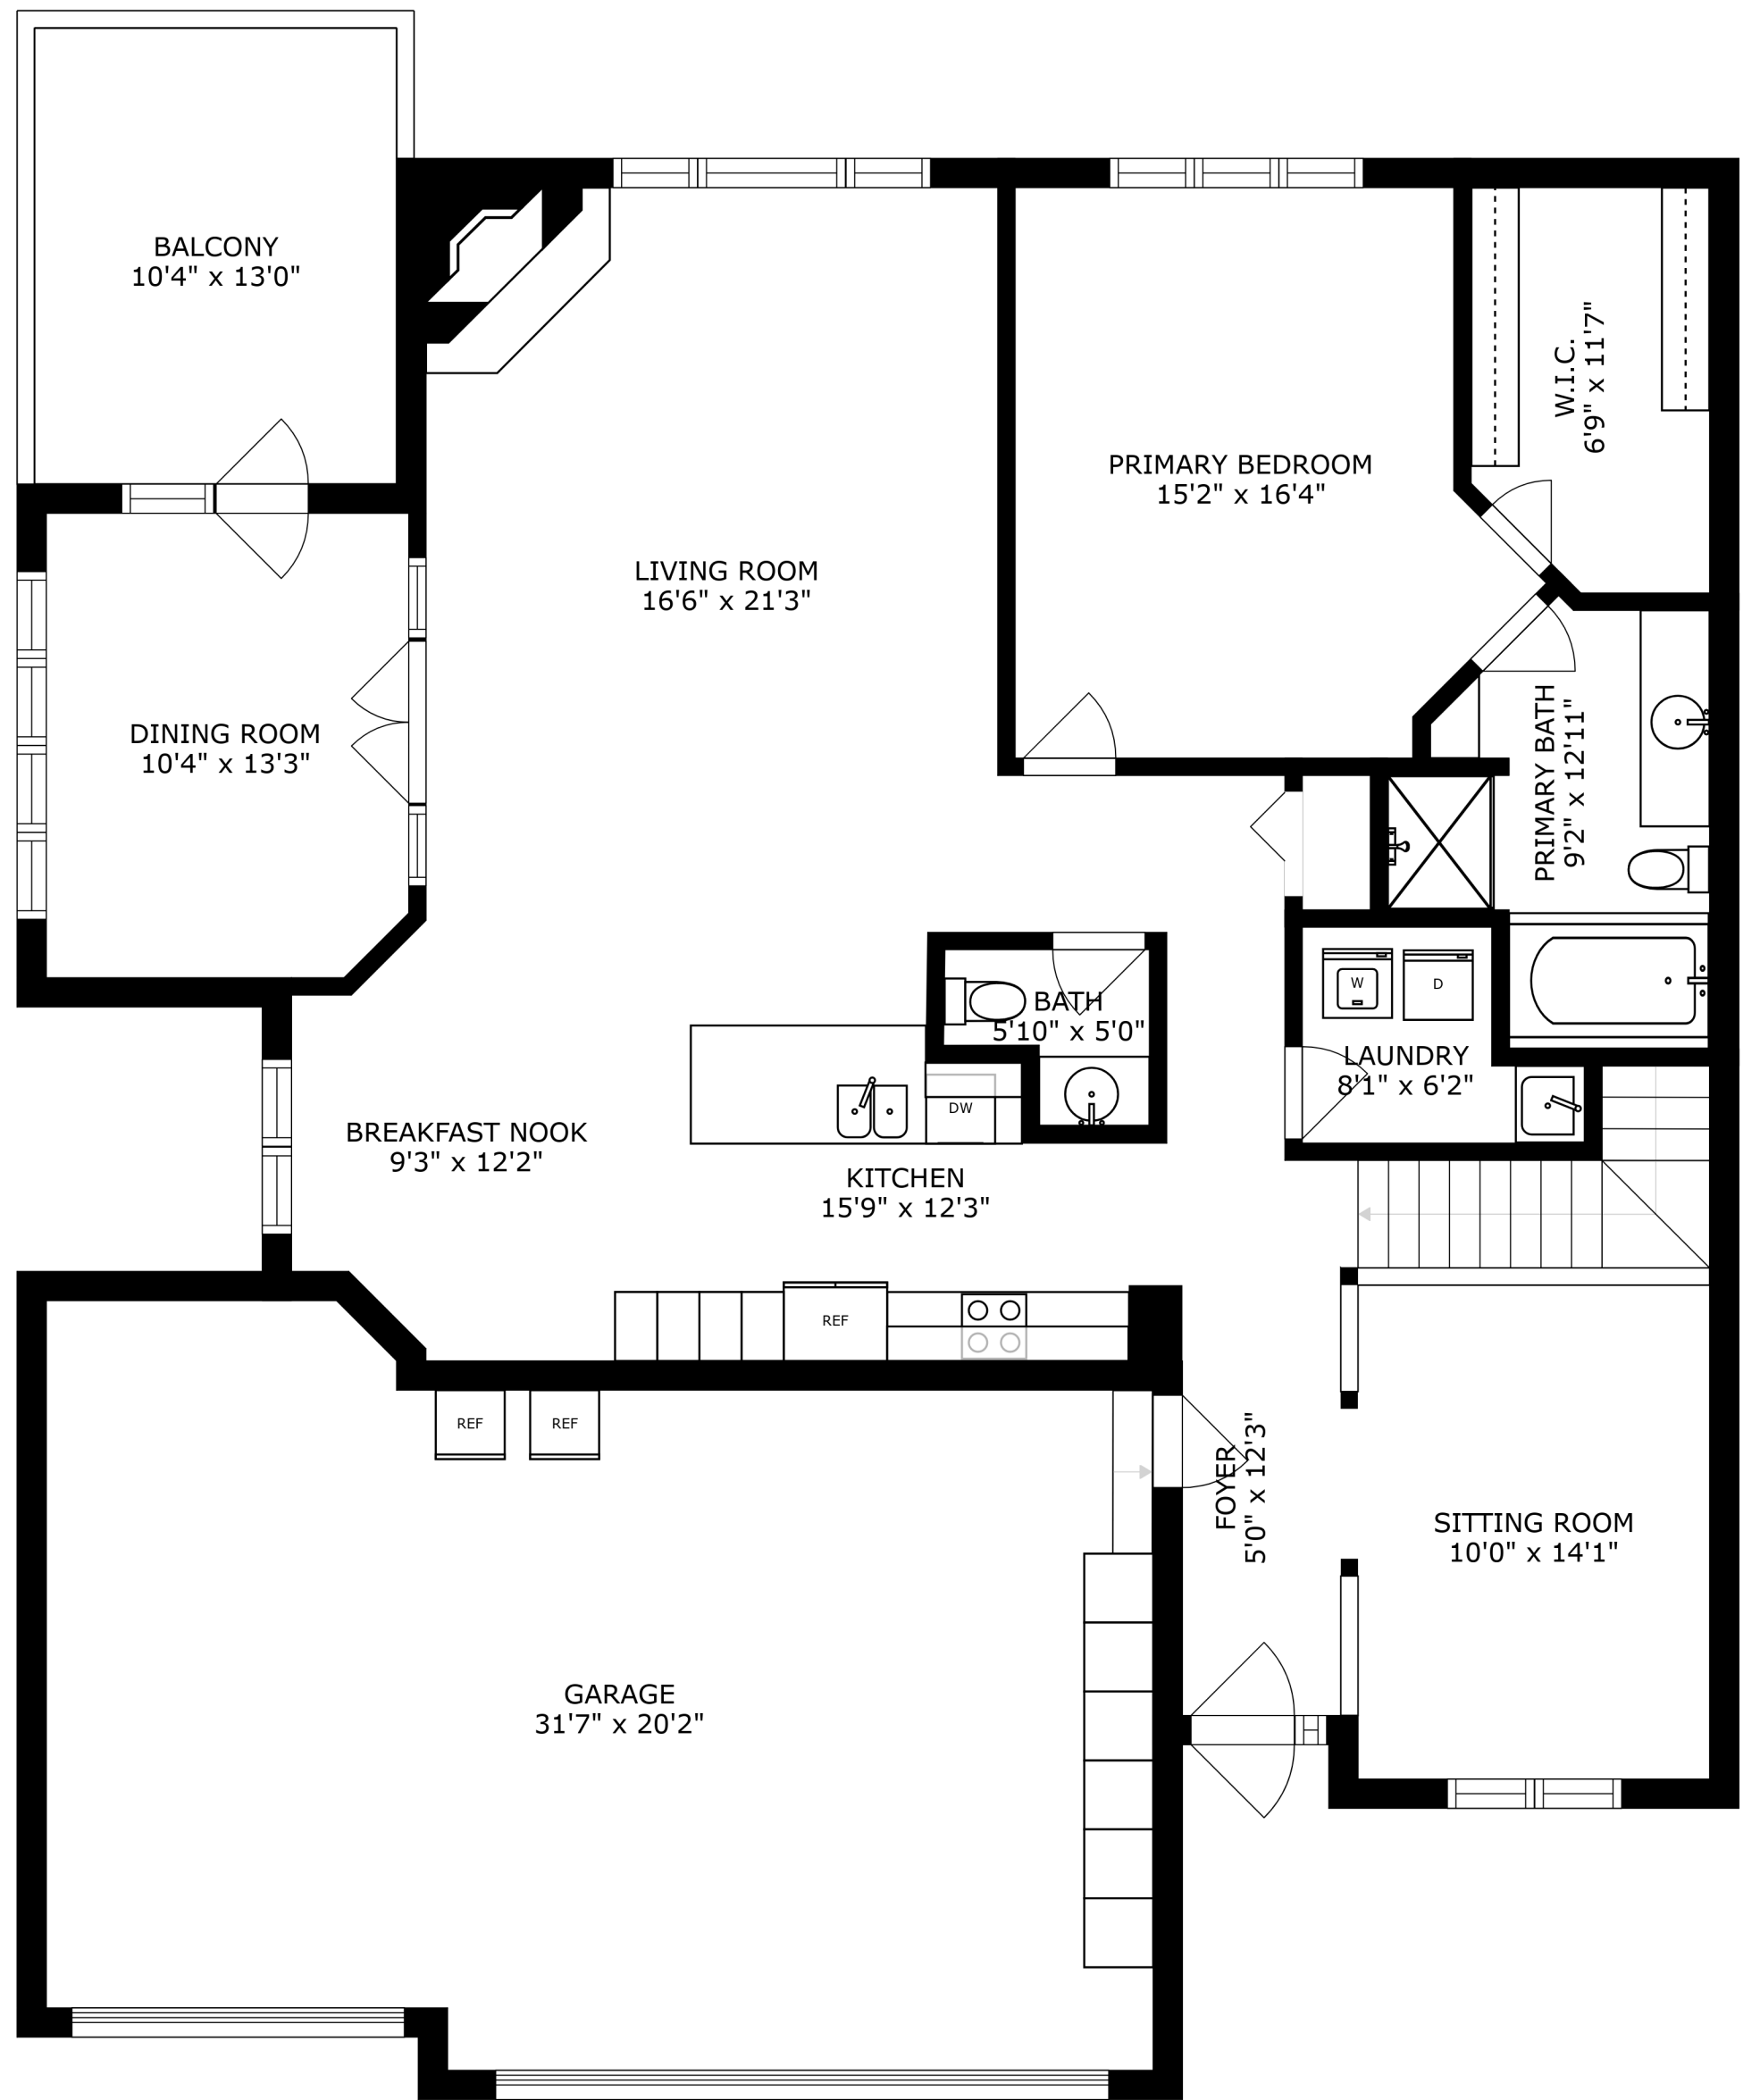 BALCONY
10'4" x 13'0"
W.I.C.
6'9" x 11'7"
PRIMARY BEDROOM
15'2" x 16'4"
LIVING ROOM
16'6" x 21'3"
DINING ROOM
10'4" x 13'3"
PRIMARY BATH
9'2" x 12'11"
W
D
BATH
5'10" x 5'0"
LAUNDRY
8'1" x 6'2"
DW
BREAKFAST NOOK
9'3" x 12'2"
KITCHEN
15'9" x 12'3"
REF
REF
REF
FOYER
5'0" x 12'3"
SITTING ROOM
10'0" x 14'1"
GARAGE
31'7" x 20'2"